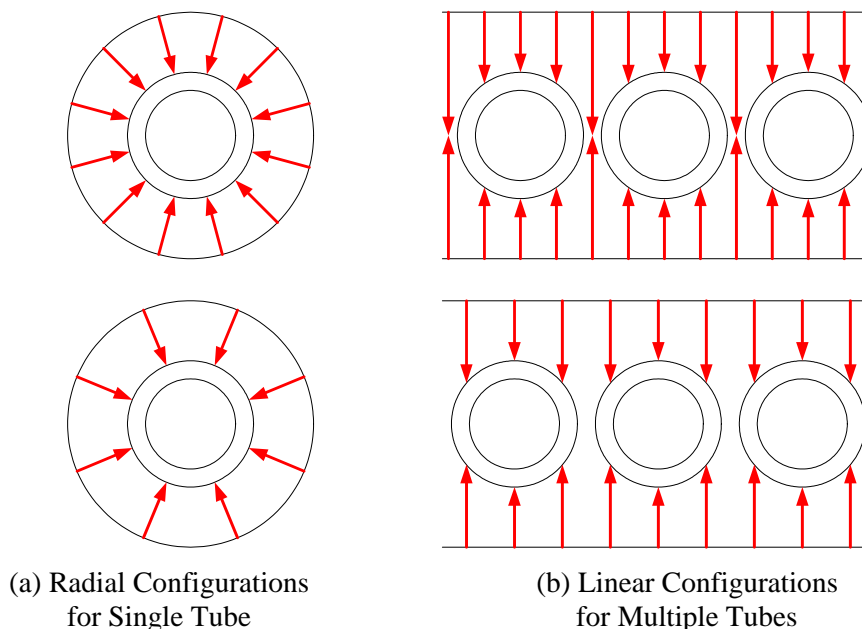 (a) Radial Configurations
for Single Tube
(b) Linear Configurations
for Multiple Tubes